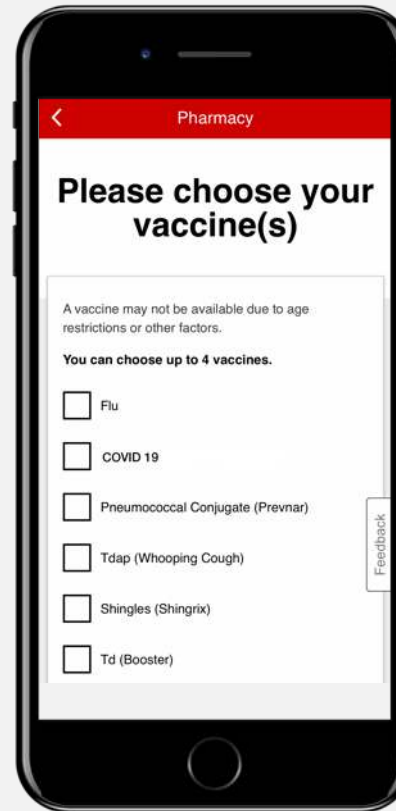 Pharmacy
Please choose your
vaccine(s)
A vaccine may not be available due to age
restrictions or other factors.
You can choose up to 4 vaccines.
Flu
COVID 19
Pneumococcal Conjugate (Prevnar)
Feedback
Tdap (Whooping Cough)
Shingles (Shingrix)
Td (Booster)